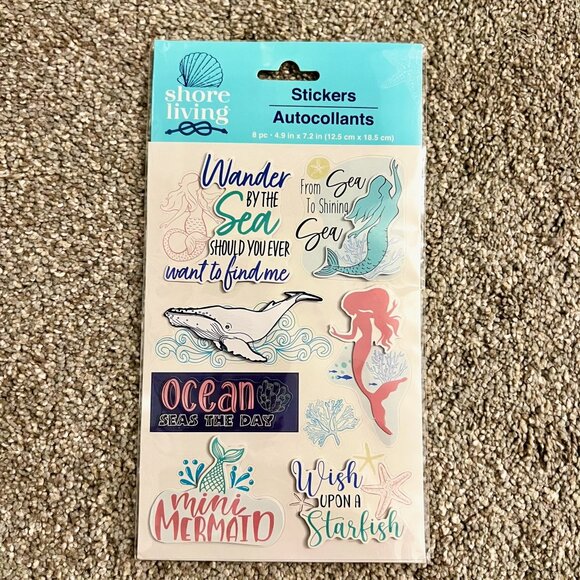 shore
living
Stickers
Autocollants
8 pc • 4.9 in x 7.2 in (12.5 cm x 18.5 cm)
Wander
BY THE
Sea
SHOULD YOU EVER
want to find me
From Sea
To Shining
Sea
ocean
SEAS THE DAY
mini
MERMAID
Wish
UPON A
Starfish